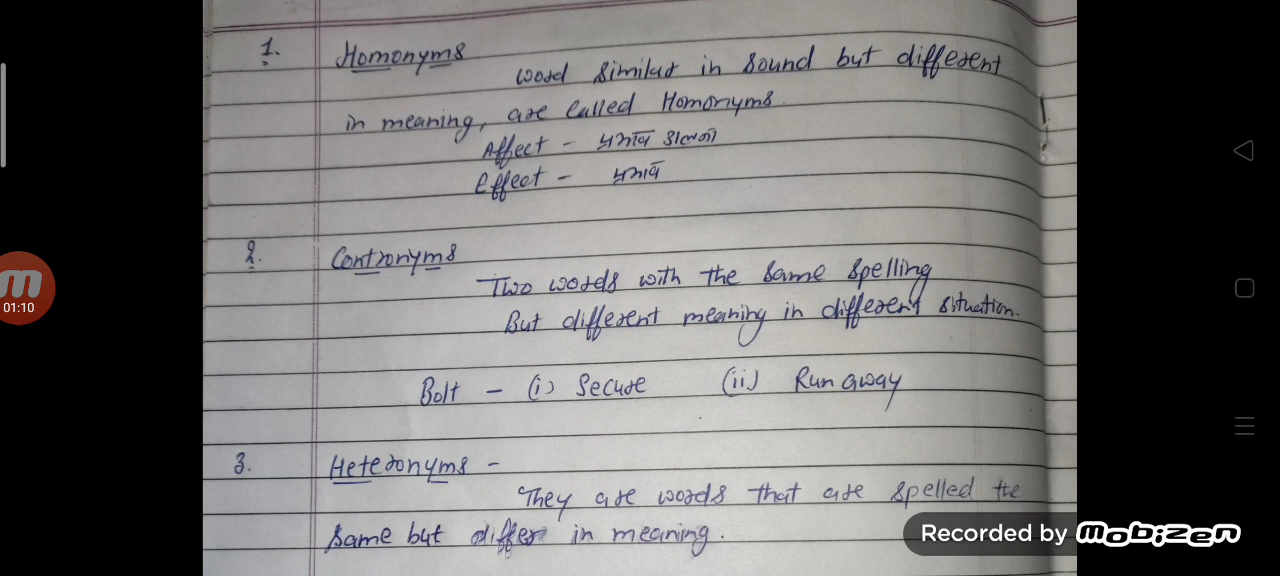 1. Homonyms
word similar in sound but different
in meaning, are called Homonyms.
Affect - प्रभाव डालना
Effect - प्रभाव
2. Contronyms
Two words with the same spelling
But different meaning in different situation.
Bolt - (i) Secure (ii) Run away
3. Heteronyms -
They are words that are spelled the
same but differ in meaning.
01:10
Recorded by mobizen